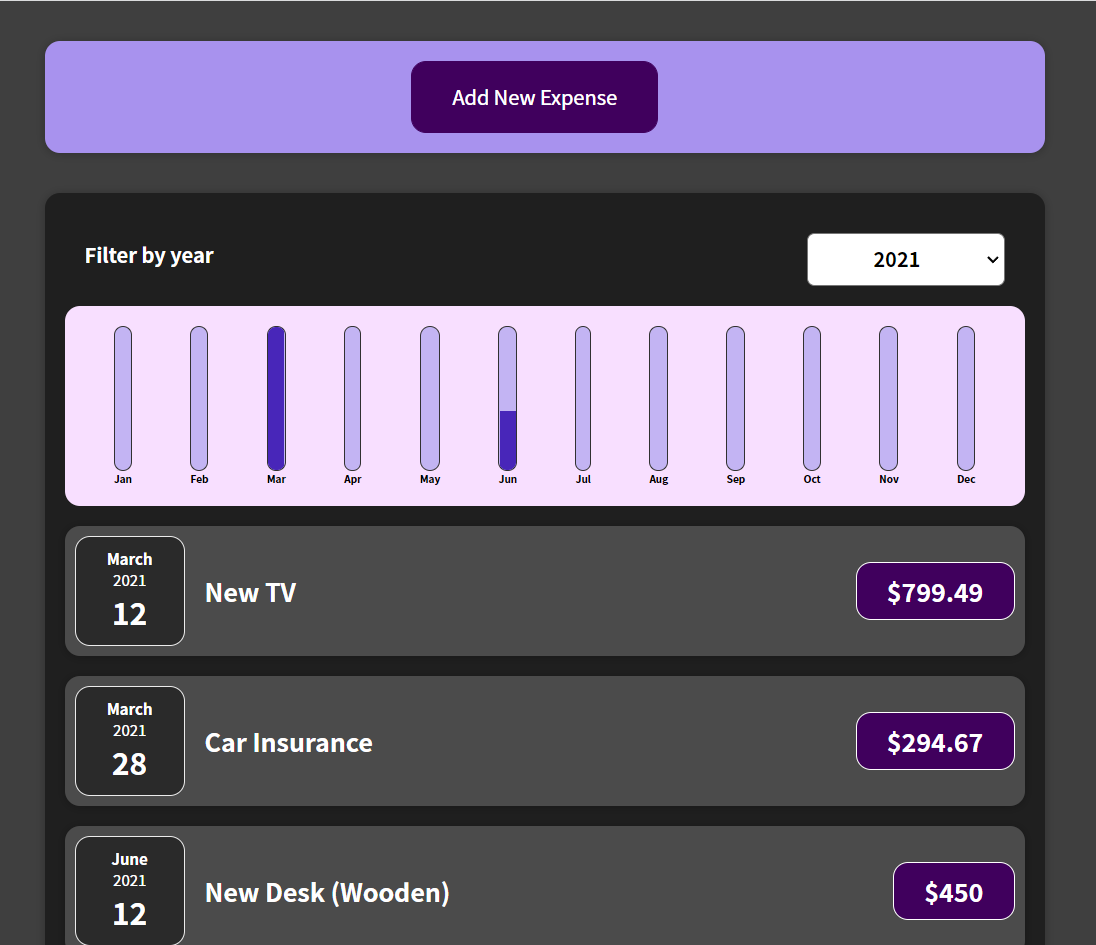 Add New Expense
Filter by year
2021
Jan Feb Mar Apr May Jun Jul Aug Sep Oct Nov Dec
March
2021
12
New TV
$799.49
March
2021
28
Car Insurance
$294.67
June
2021
12
New Desk (Wooden)
$450